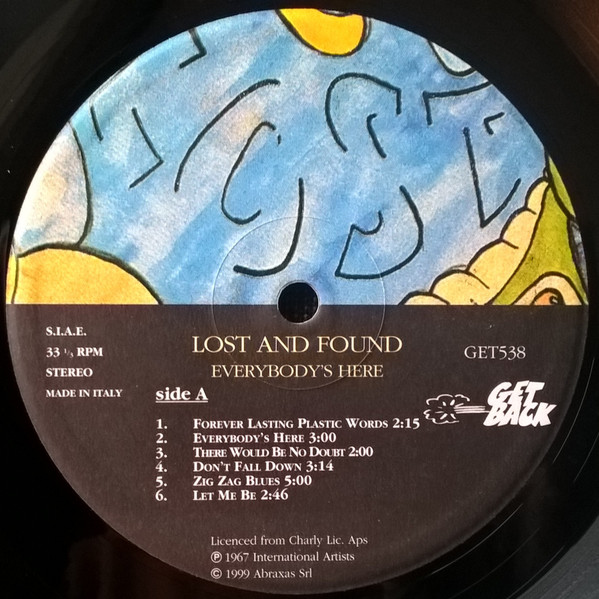 LOST
S.I.A.E.
33 1/3 RPM
STEREO
MADE IN ITALY
LOST AND FOUND
EVERYBODY'S HERE
GET538
side A
GET
BACK
1. FOREVER LASTING PLASTIC WORDS 2:15
2. EVERYBODY'S HERE 3:00
3. THERE WOULD BE NO DOUBT 2:00
4. DON'T FALL DOWN 3:14
5. ZIG ZAG BLUES 5:00
6. LET ME BE 2:46
Licenced from Charly Lic. Aps
℗ 1967 International Artists
© 1999 Abraxas Srl